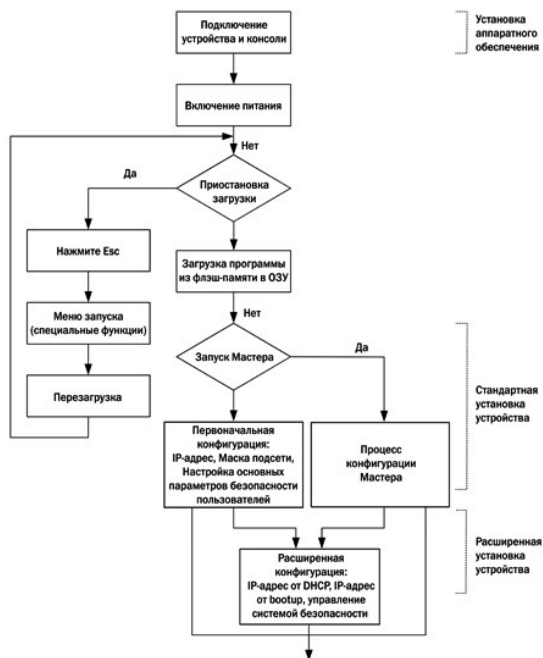 Подключение
устройства и консоли
Установка
аппаратного
обеспечения
Включение питания
Нет
Да
Приостановка
загрузки
Нажмите Esc
Загрузка программы
из флэш-памяти в ОЗУ
Меню запуска
(специальные функции)
Нет
Запуск Мастера
Да
Перезагрузка
Стандартная
установка
устройства
Первоначальная
конфигурация:
IP-адрес, Маска подсети,
Настройка основных
параметров безопасности
пользователей
Процесс
конфигурации
Мастера
Расширенная
установка
устройства
Расширенная
конфигурация:
IP-адрес от DHCP, IP-адрес
от bootup, управление
системой безопасности